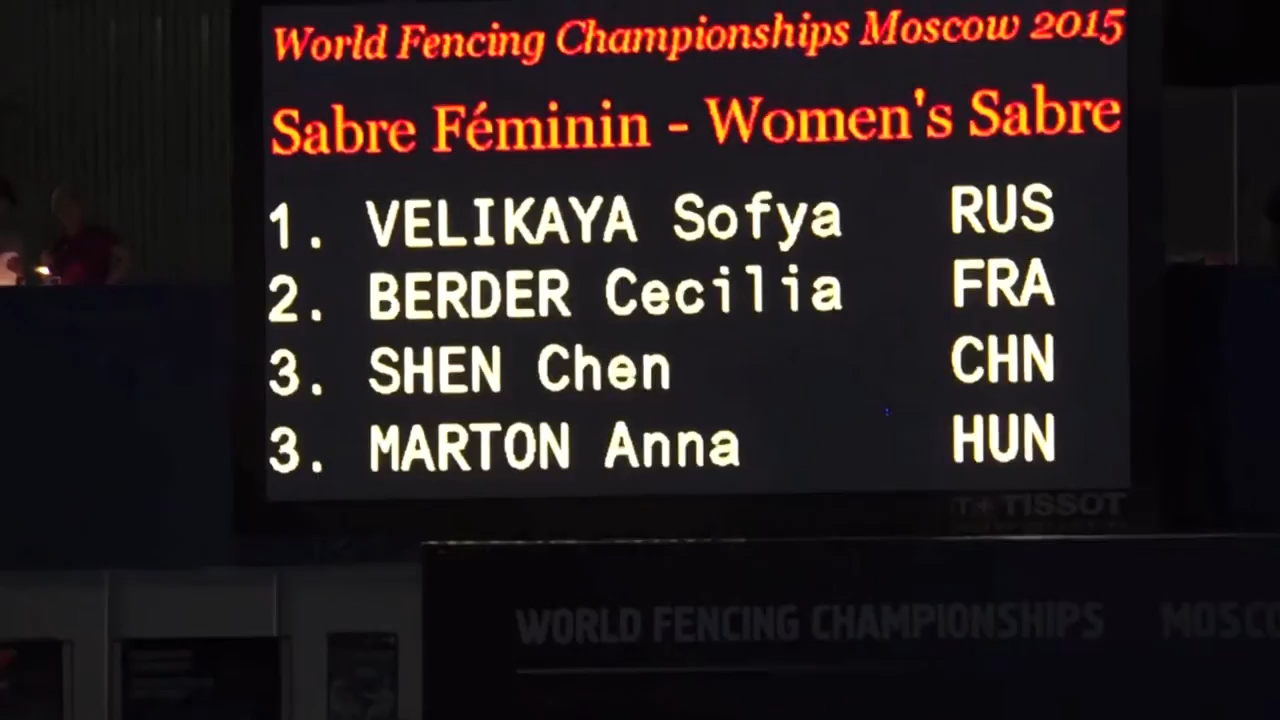 World Fencing Championships Moscow 2015
Sabre Féminin - Women's Sabre
1. VELIKAYA Sofya RUS
2. BERDER Cecilia FRA
3. SHEN Chen CHN
3. MARTON Anna HUN
T+ TISSOT
WORLD FENCING CHAMPIONSHIPS MOSCO